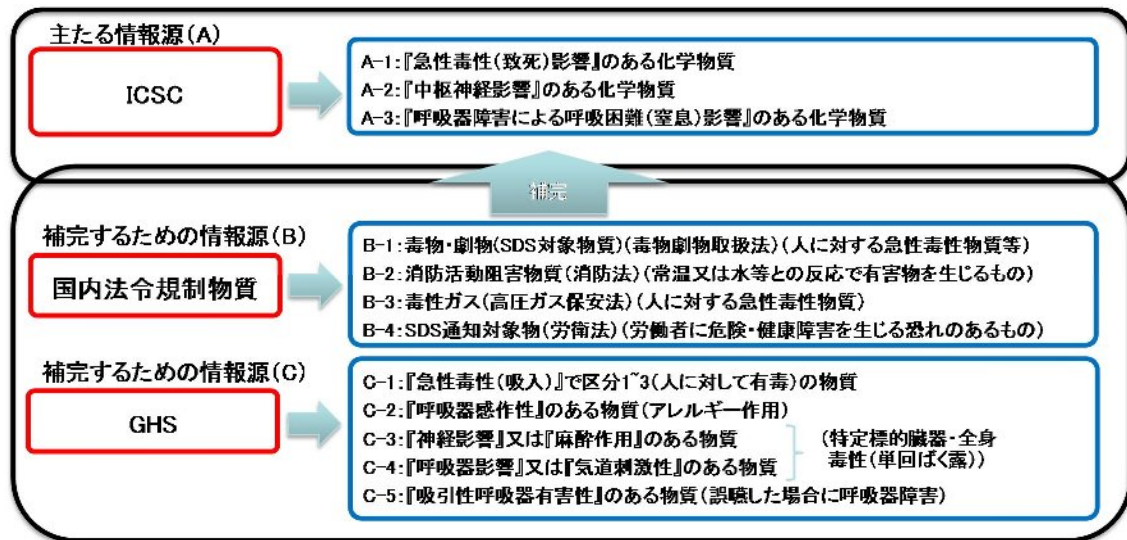 主たる情報源(A)
ICSC
A-1:『急性毒性(致死)影響』のある化学物質
A-2:『中枢神経影響』のある化学物質
A-3:『呼吸器障害による呼吸困難(窒息)影響』のある化学物質
補完
補完するための情報源(B)
国内法令規制物質
B-1:毒物・劇物(SDS対象物質)(毒物劇物取扱法)(人に対する急性毒性物質等)
B-2:消防活動阻害物質(消防法)(常温又は水等との反応で有害物を生じるもの)
B-3:毒性ガス(高圧ガス保安法)(人に対する急性毒性物質)
B-4:SDS通知対象物(労衛法)(労働者に危険・健康障害を生じる恐れのあるもの)
補完するための情報源(C)
GHS
C-1:『急性毒性(吸入)』で区分1~3(人に対して有毒)の物質
C-2:『呼吸器感作性』のある物質(アレルギー作用)
C-3:『神経影響』又は『麻酔作用』のある物質
C-4:『呼吸器影響』又は『気道刺激性』のある物質
(特定標的臓器・全身
毒性(単回ばく露))
C-5:『吸引性呼吸器有害性』のある物質(誤嚥した場合に呼吸器障害)